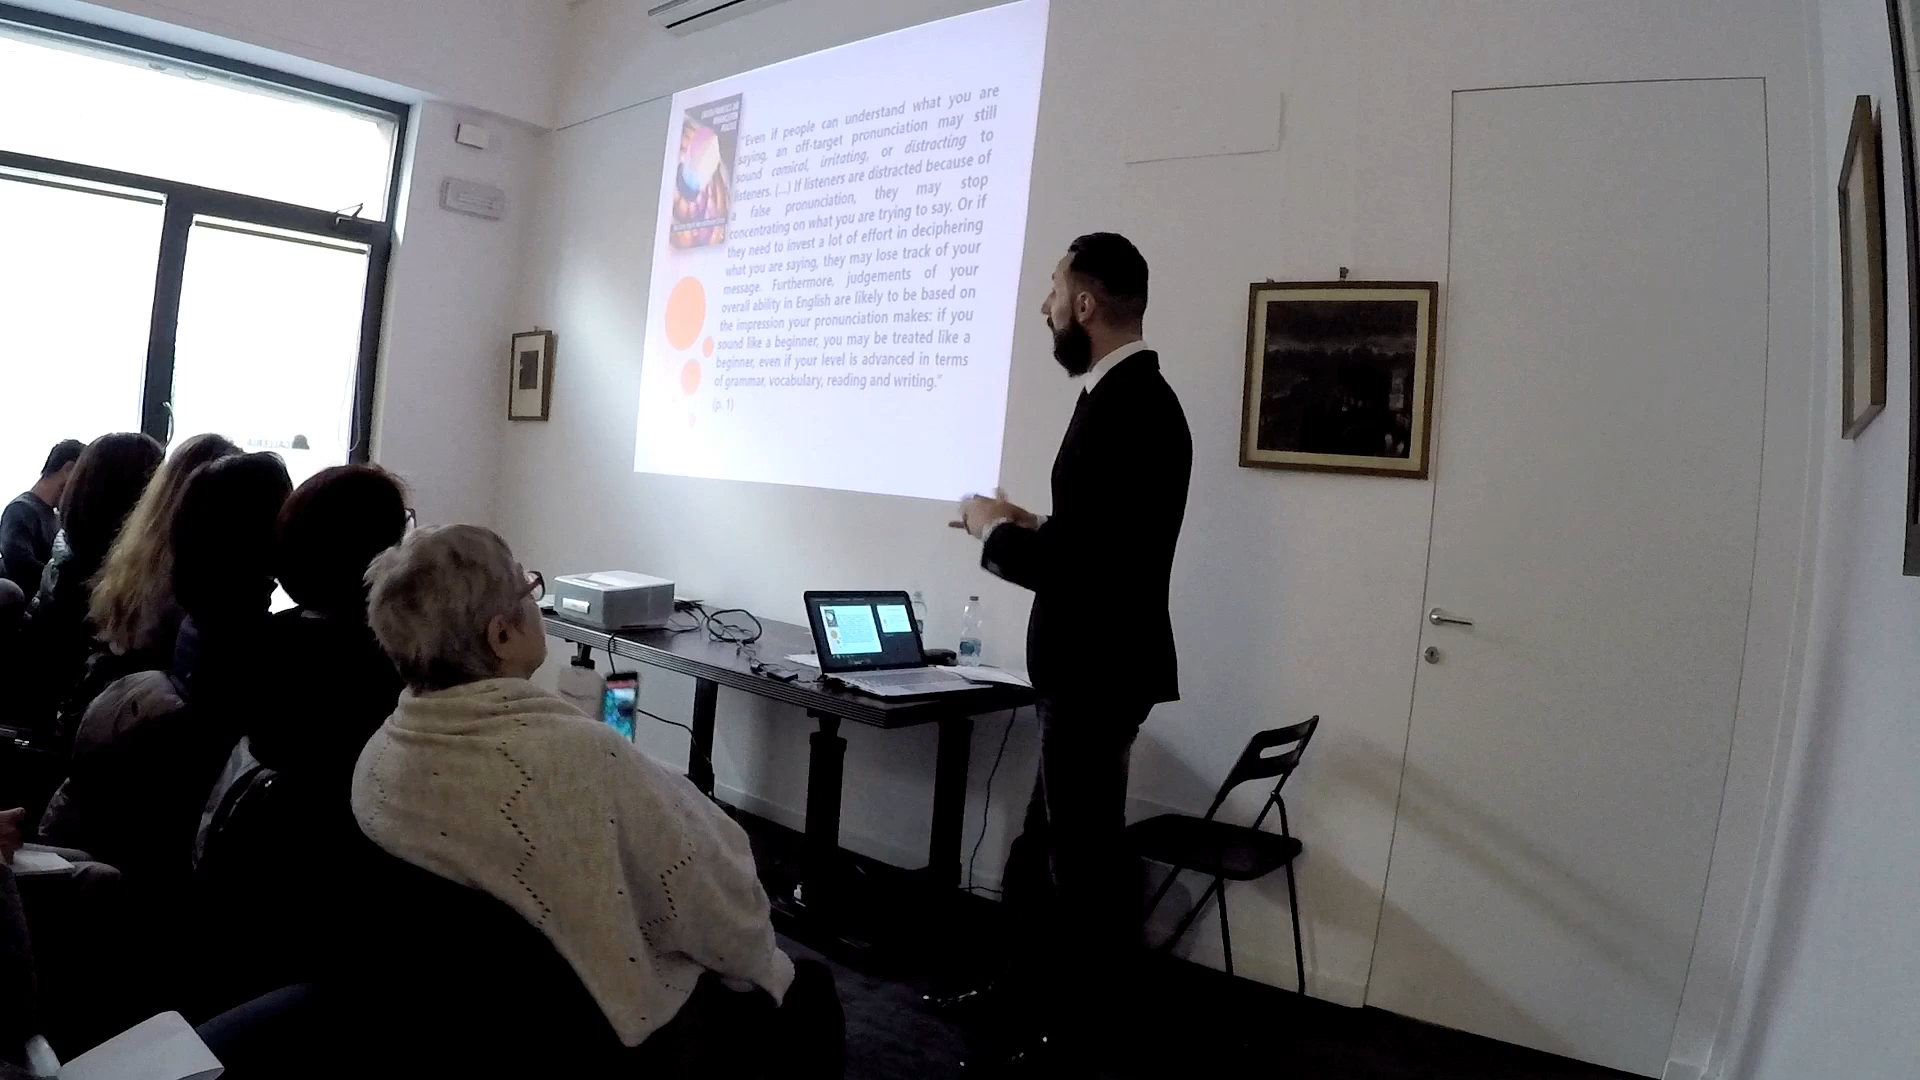 "Even if people can understand what you are
saying, an off-target pronunciation may still
sound comical, irritating, or distracting to
listeners. (...) If listeners are distracted because of
a false pronunciation, they may stop
concentrating on what you are trying to say. Or if
they need to invest a lot of effort in deciphering
what you are saying, they may lose track of your
message. Furthermore, judgements of your
overall ability in English are likely to be based on
the impression your pronunciation makes: if you
sound like a beginner, you may be treated like a
beginner, even if your level is advanced in terms
of grammar, vocabulary, reading and writing."
(p. 1)